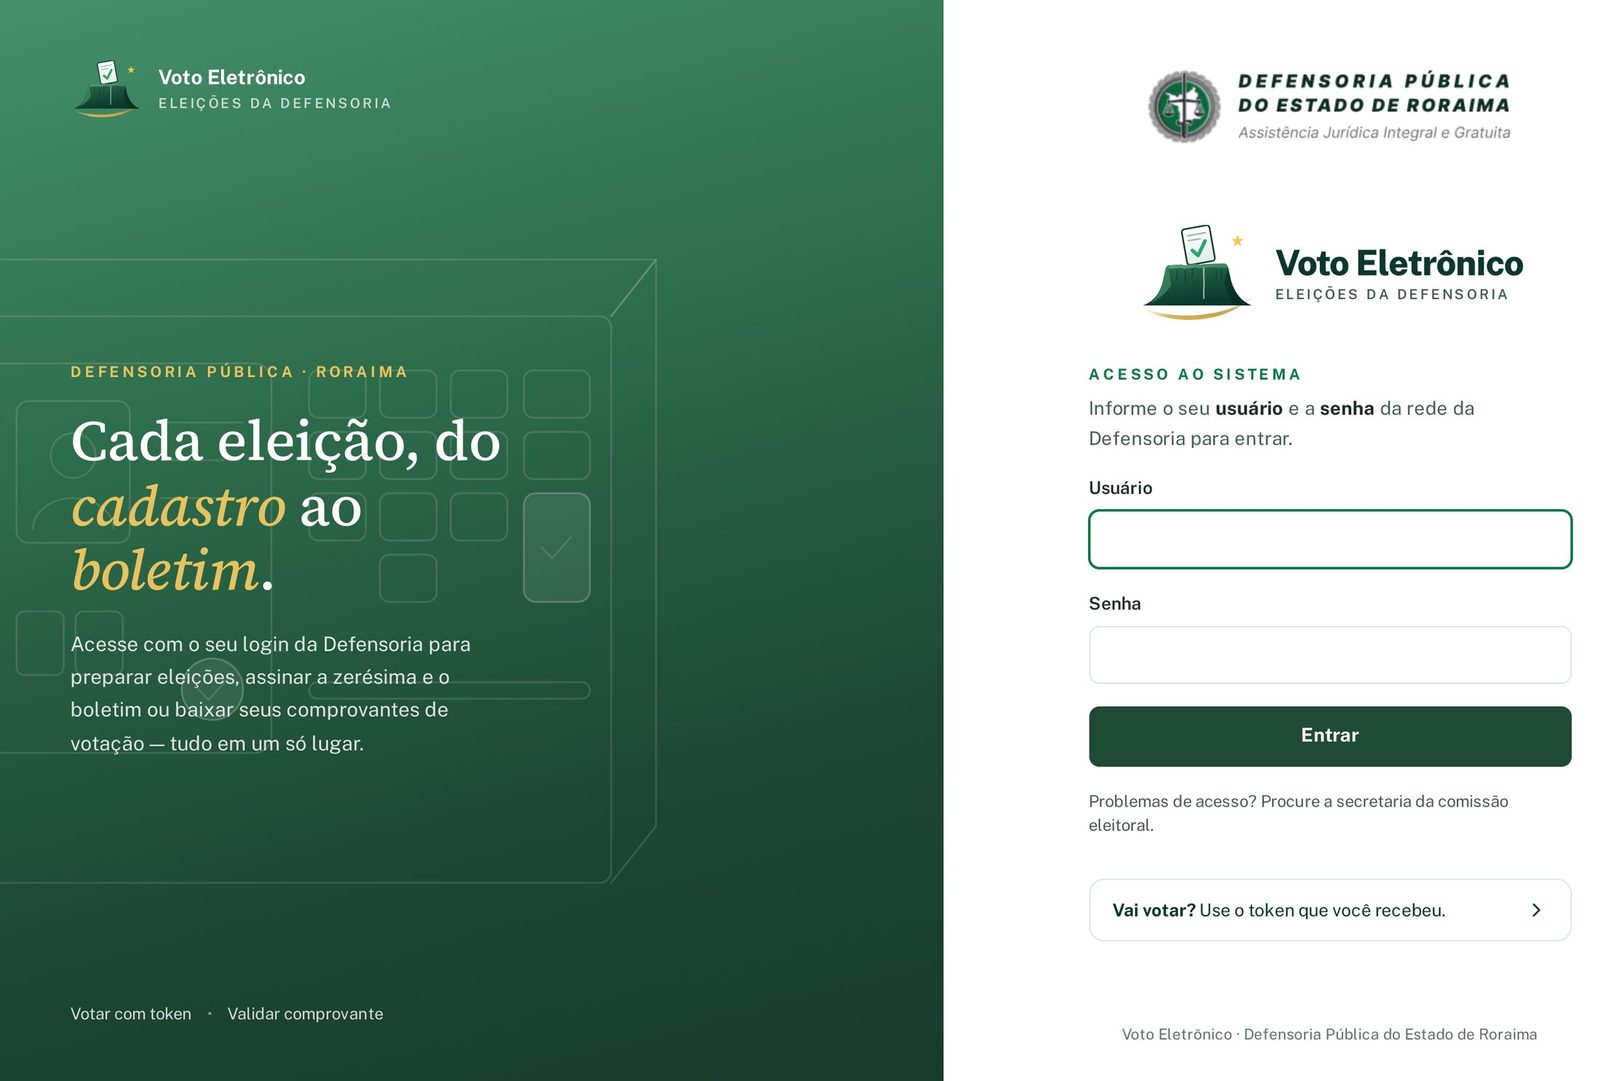 Voto Eletrônico
ELEIÇÕES DA DEFENSORIA
DEFENSORIA PÚBLICA · RORAIMA
Cada eleição, do
cadastro ao
boletim.
Acesse com o seu login da Defensoria para
preparar eleições, assinar a zerésima e o
boletim ou baixar seus comprovantes de
votação — tudo em um só lugar.
Votar com token · Validar comprovante
DEFENSORIA PÚBLICA
DO ESTADO DE RORAIMA
Assistência Jurídica Integral e Gratuita
Voto Eletrônico
ELEIÇÕES DA DEFENSORIA
ACESSO AO SISTEMA
Informe o seu usuário e a senha da rede da
Defensoria para entrar.
Usuário
Senha
Entrar
Problemas de acesso? Procure a secretaria da comissão
eleitoral.
Vai votar? Use o token que você recebeu.
Voto Eletrônico · Defensoria Pública do Estado de Roraima